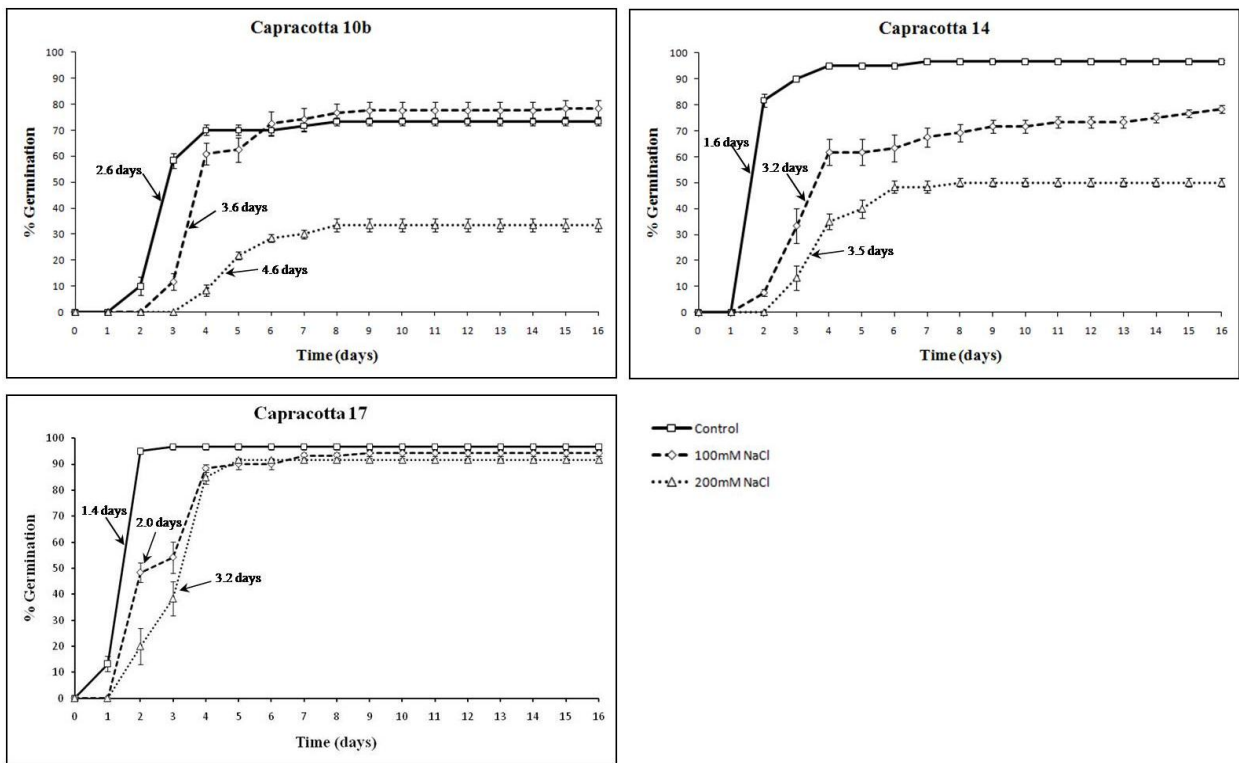 Capracotta 10b
100
90
80
70
60
50
40
30
20
10
0
% Germination
2.6 days
3.6 days
4.6 days
0 1 2 3 4 5 6 7 8 9 10 11 12 13 14 15 16
Time (days)
Capracotta 14
100
90
80
70
60
50
40
30
20
10
0
% Germination
1.6 days
3.2 days
3.5 days
0 1 2 3 4 5 6 7 8 9 10 11 12 13 14 15 16
Time (days)
Capracotta 17
100
90
80
70
60
50
40
30
20
10
0
% Germination
1.4 days
2.0 days
3.2 days
0 1 2 3 4 5 6 7 8 9 10 11 12 13 14 15 16
Time (days)
Control
100mM NaCl
200mM NaCl